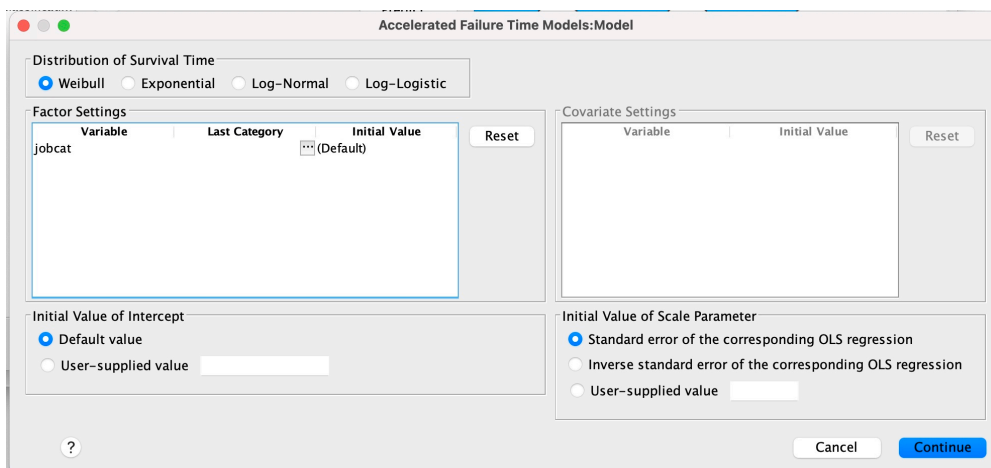 Accelerated Failure Time Models:Model
Distribution of Survival Time
Weibull Exponential Log-Normal Log-Logistic
Factor Settings
Variable Last Category Initial Value
jobcat ... (Default)
Reset
Covariate Settings
Variable Initial Value
Reset
Initial Value of Intercept
Default value
User-supplied value
Initial Value of Scale Parameter
Standard error of the corresponding OLS regression
Inverse standard error of the corresponding OLS regression
User-supplied value
?
Cancel Continue